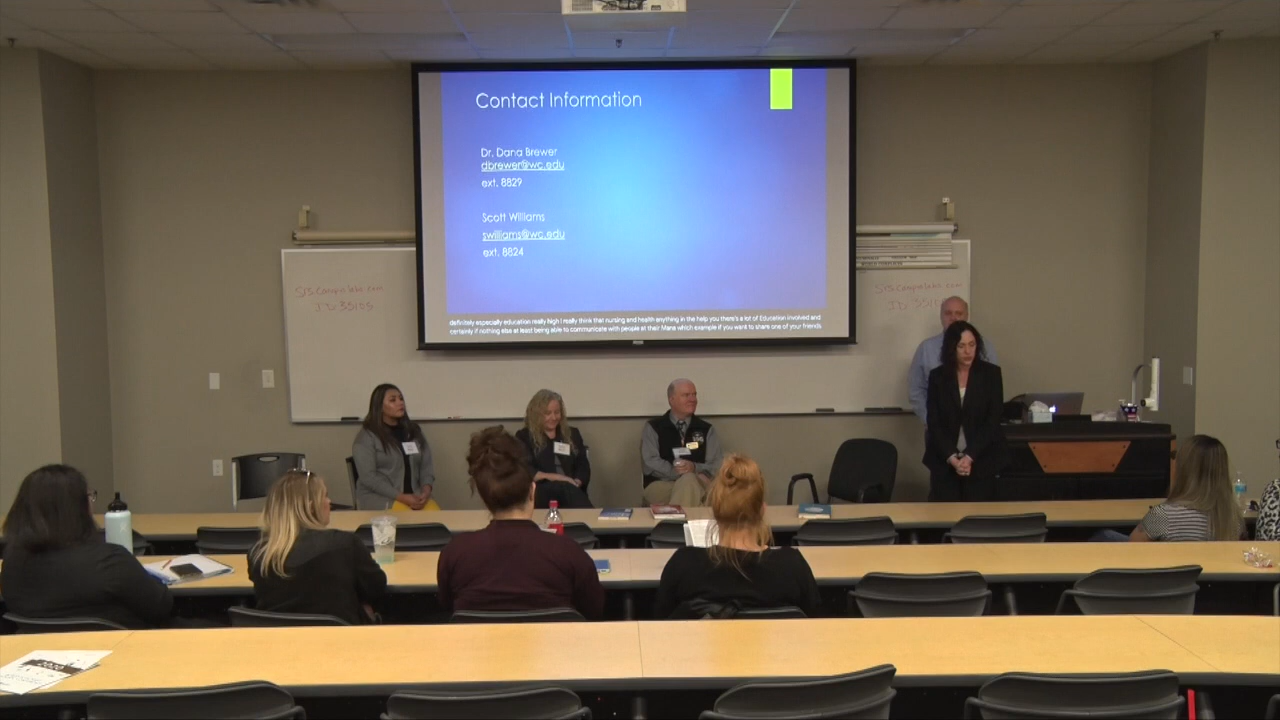 Contact Information
Dr. Dana Brewer
dbrewer@wc.edu
ext. 8829
Scott Williams
swilliams@wc.edu
ext. 8824
definitely especially education really high I really think that nursing and health anything in the help you there's a lot of Education involved and
certainly if nothing else at least being able to communicate with people at their Mana which example if you want to share one of your friends
2020